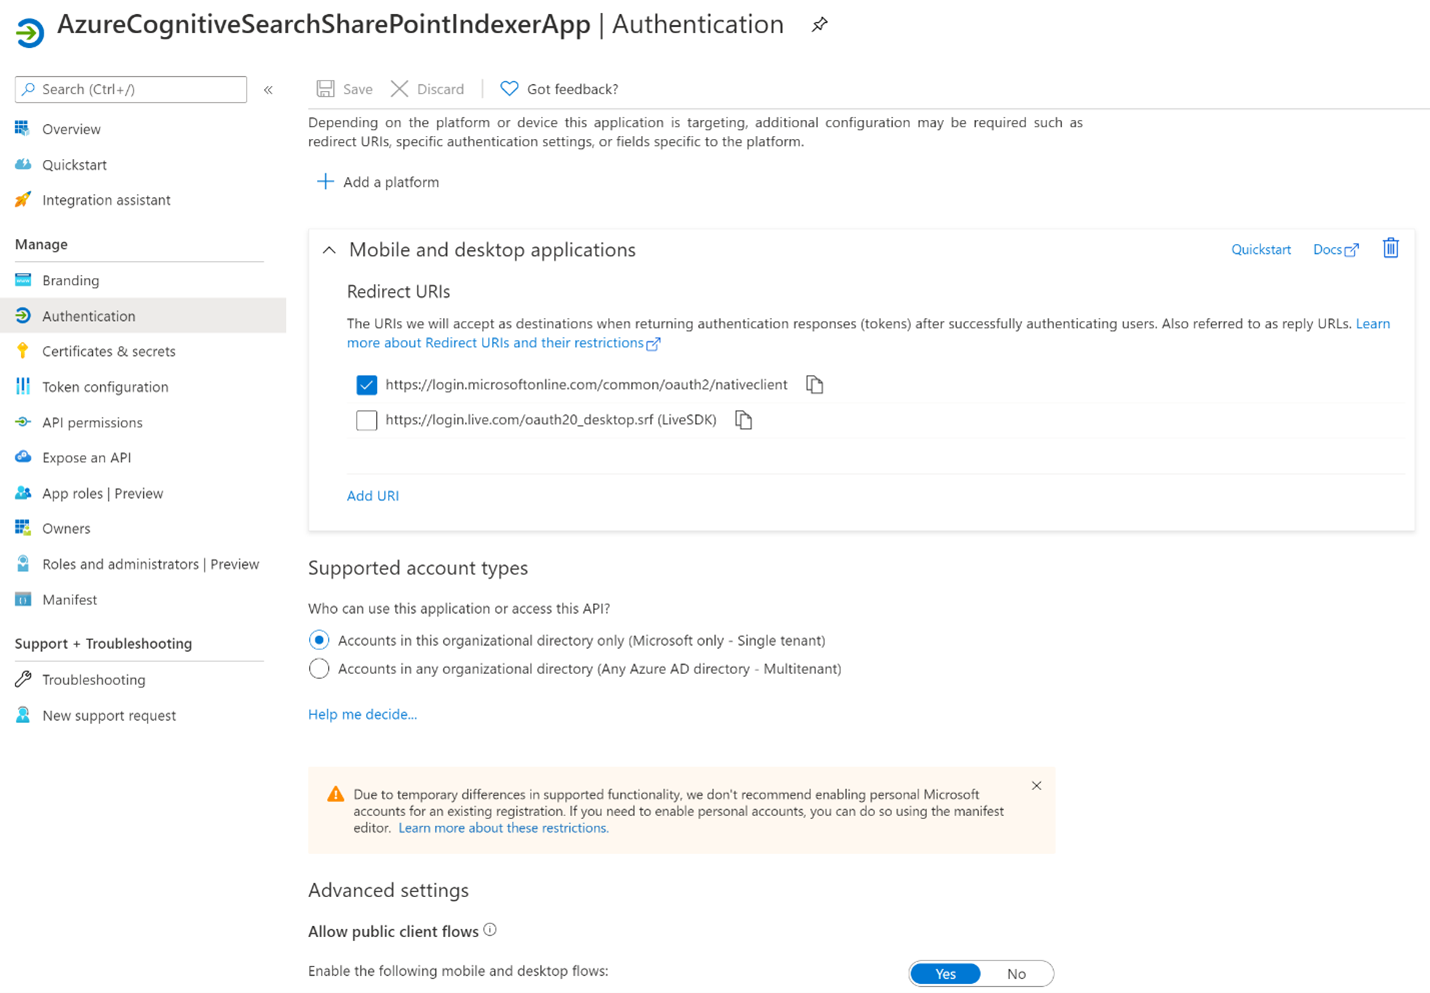 AzureCognitiveSearchSharePointIndexerApp | Authentication
Search (Ctrl+/)
«
Overview
Quickstart
Integration assistant
Manage
Branding
Authentication
Certificates & secrets
Token configuration
API permissions
Expose an API
App roles | Preview
Owners
Roles and administrators | Preview
Manifest
Support + Troubleshooting
Troubleshooting
New support request
Save
Discard
Got feedback?
Depending on the platform or device this application is targeting, additional configuration may be required such as
redirect URIs, specific authentication settings, or fields specific to the platform.
Add a platform
Mobile and desktop applications
Quickstart
Docs
Redirect URIs
The URIs we will accept as destinations when returning authentication responses (tokens) after successfully authenticating users. Also referred to as reply URLs. Learn
more about Redirect URIs and their restrictions
https://login.microsoftonline.com/common/oauth2/nativeclient
https://login.live.com/oauth20_desktop.srf (LiveSDK)
Add URI
Supported account types
Who can use this application or access this API?
Accounts in this organizational directory only (Microsoft only - Single tenant)
Accounts in any organizational directory (Any Azure AD directory - Multitenant)
Help me decide...
Due to temporary differences in supported functionality, we don't recommend enabling personal Microsoft
accounts for an existing registration. If you need to enable personal accounts, you can do so using the manifest
editor. Learn more about these restrictions.
Advanced settings
Allow public client flows
Enable the following mobile and desktop flows:
Yes
No